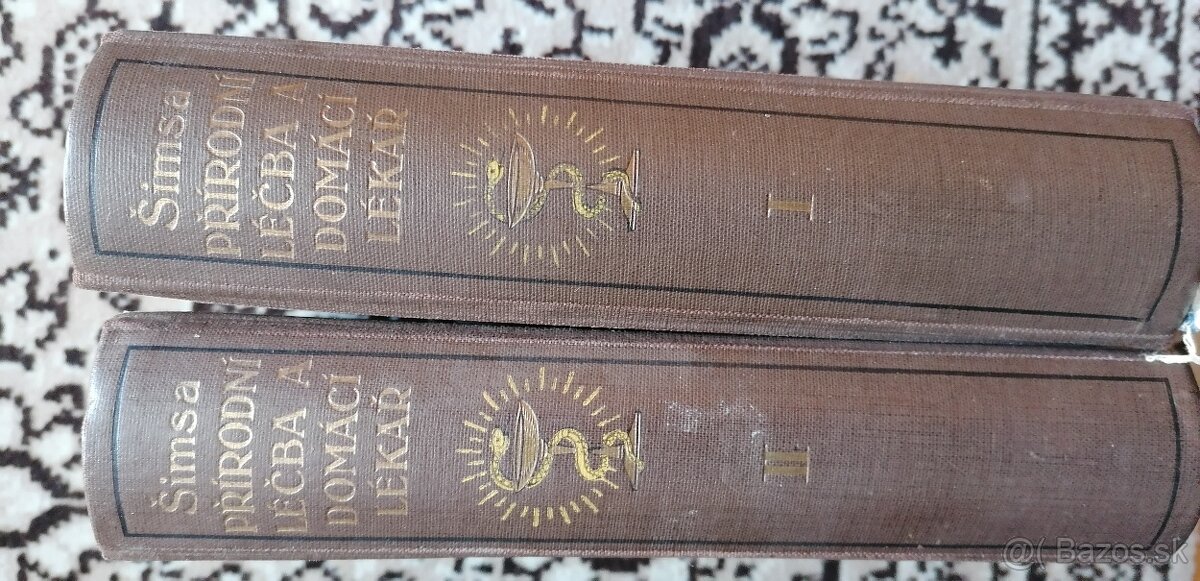 Šimsa
PŘÍRODNÍ
LÉČBA A
DOMÁCÍ
LÉKAŘ
I
Šimsa
PŘÍRODNÍ
LÉČBA A
DOMÁCÍ
LÉKAŘ
II
@( Bazos.sk